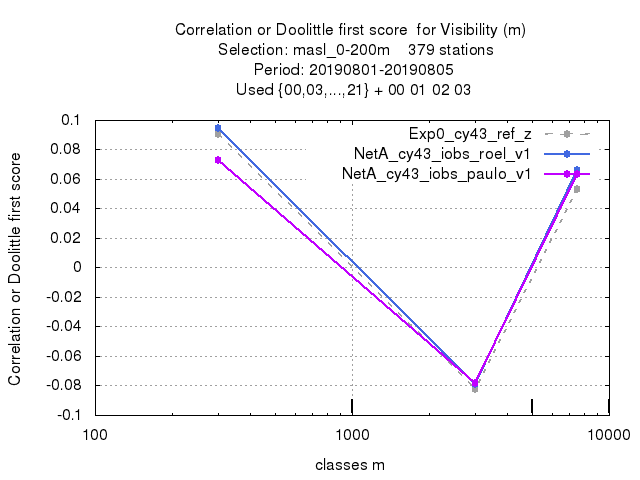 Correlation or Doolittle first score  for Visibility (m)
Selection: masl_0-200m    379 stations
Period: 20190801-20190805
Used {00,03,...,21} + 00 01 02 03
Correlation or Doolittle first score
0.1
0.08
0.06
0.04
0.02
0
-0.02
-0.04
-0.06
-0.08
-0.1
Exp0_cy43_ref_z
NetA_cy43_iobs_roel_v1
NetA_cy43_iobs_paulo_v1
100
1000
10000
classes m